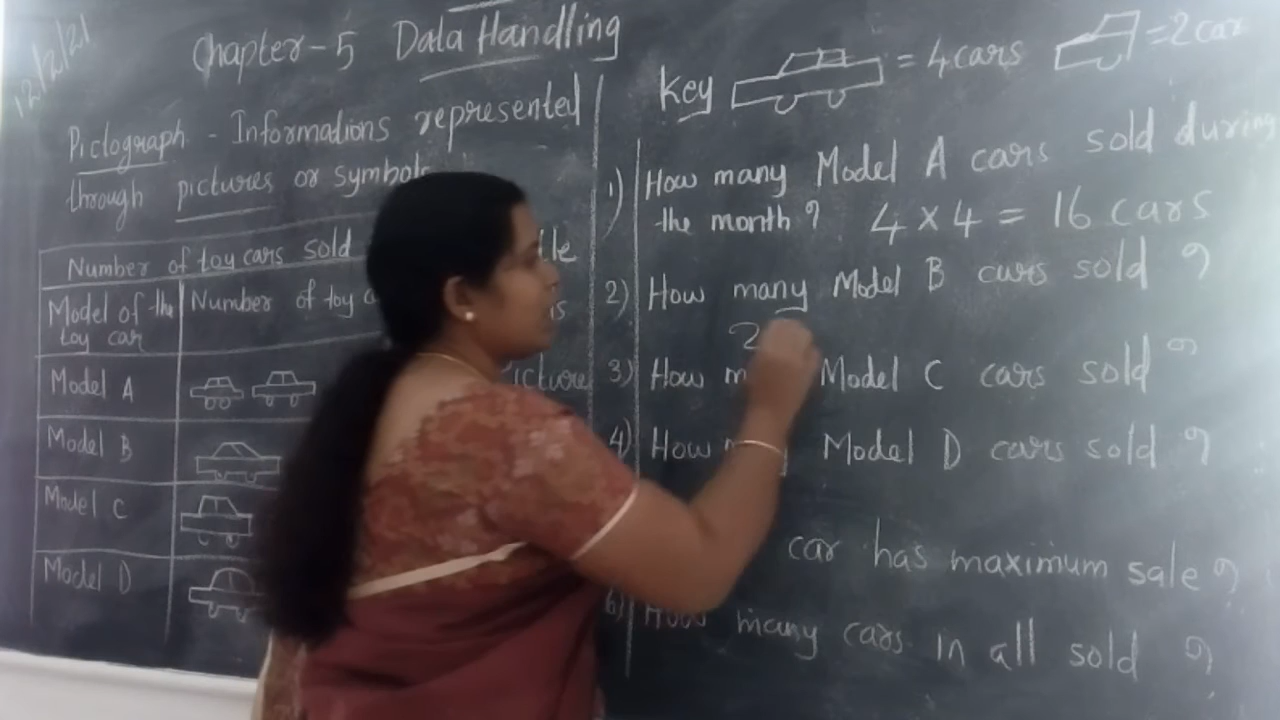 12/2/21
Chapter-5 Data Handling
Pictograph - Informations represented
through pictures or symbols
Number of toy cars sold
Model of the toy car
Number of toy
Model A
Model B
Model C
Model D
Key = 4 cars = 2 car
1) How many Model A cars sold during
the month ? 4 × 4 = 16 cars
2) How many Model B cars sold ?
2
3) How Model C cars sold ?
4) How Model D cars sold ?
car has maximum sale ?
6) How many cars in all sold ?